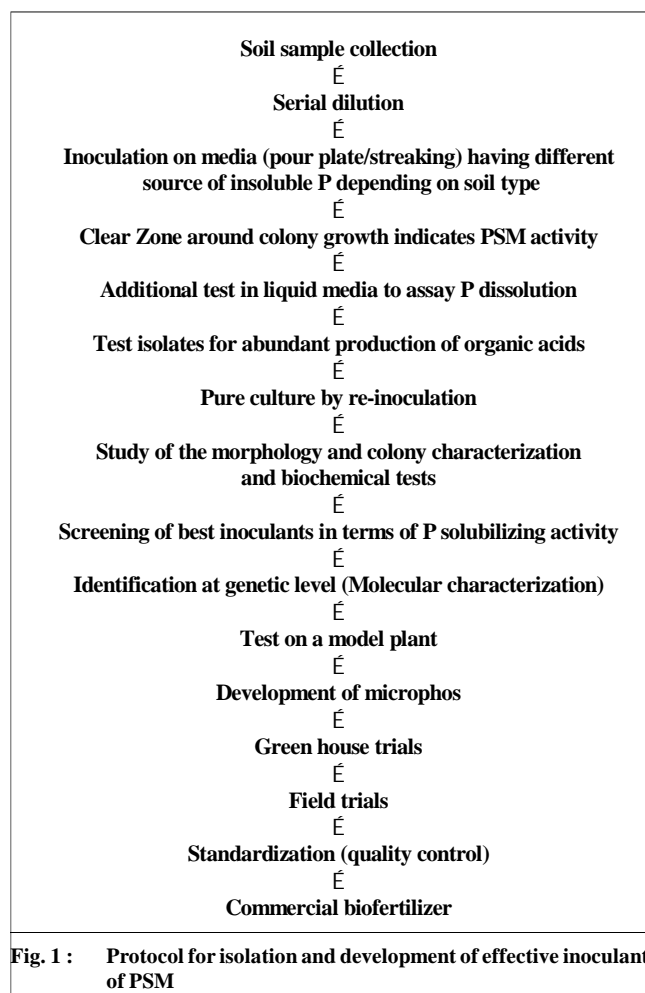 Soil sample collection
É
Serial dilution
É
Inoculation on media (pour plate/streaking) having different
source of insoluble P depending on soil type
É
Clear Zone around colony growth indicates PSM activity
É
Additional test in liquid media to assay P dissolution
É
Test isolates for abundant production of organic acids
É
Pure culture by re-inoculation
É
Study of the morphology and colony characterization
and biochemical tests
É
Screening of best inoculants in terms of P solubilizing activity
É
Identification at genetic level (Molecular characterization)
É
Test on a model plant
É
Development of microphos
É
Green house trials
É
Field trials
É
Standardization (quality control)
É
Commercial biofertilizer
Fig. 1 : Protocol for isolation and development of effective inoculant
of PSM